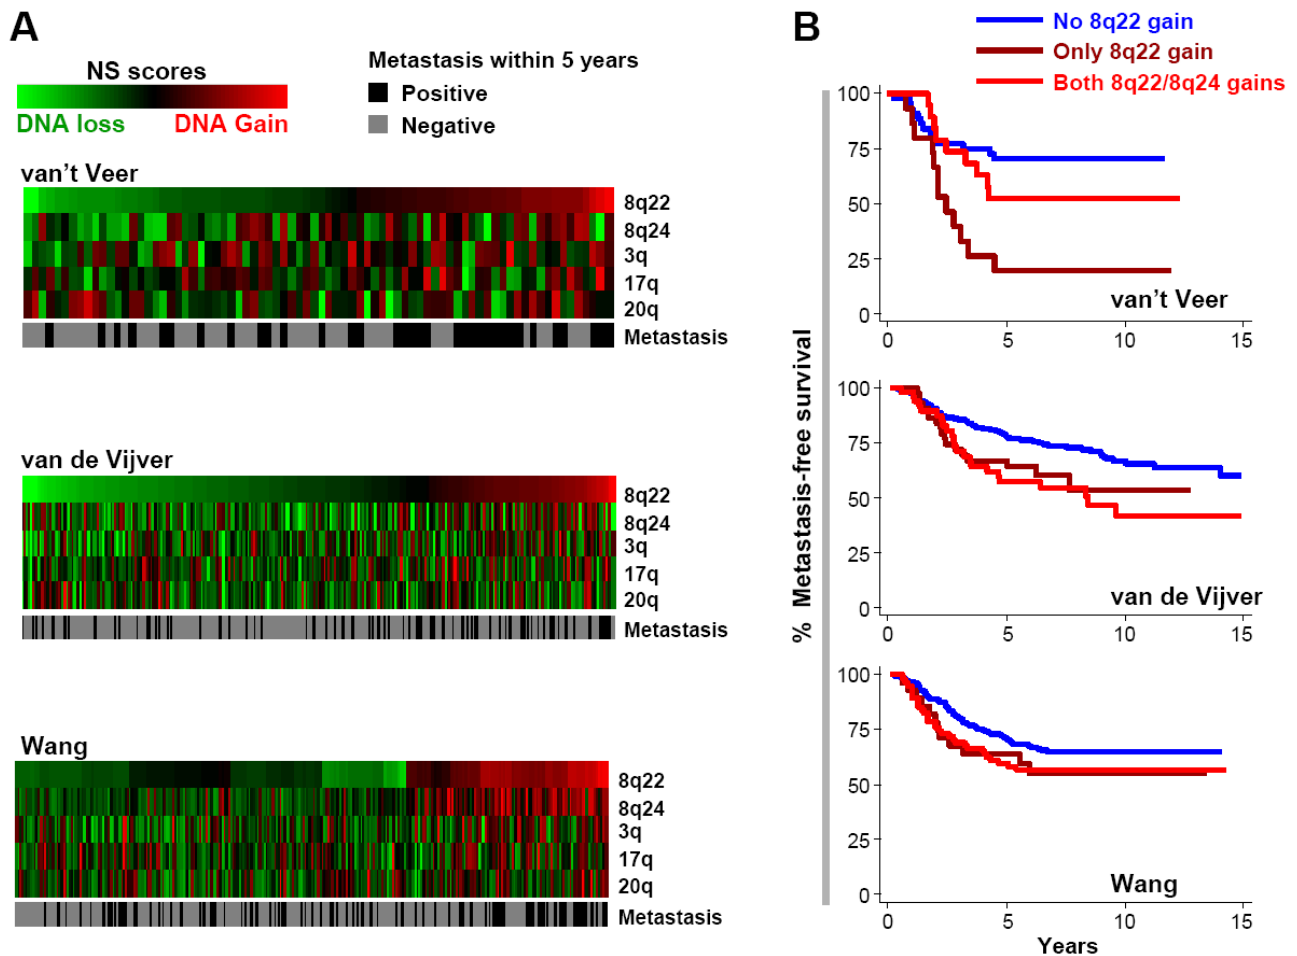 A
NS scores
DNA loss DNA Gain
Metastasis within 5 years
Positive
Negative
van't Veer
8q22
8q24
3q
17q
20q
Metastasis
van de Vijver
8q22
8q24
3q
17q
20q
Metastasis
Wang
8q22
8q24
3q
17q
20q
Metastasis
B
No 8q22 gain
Only 8q22 gain
Both 8q22/8q24 gains
% Metastasis-free survival
100
75
50
25
0
van't Veer
0 5 10 15
100
75
50
25
0
van de Vijver
0 5 10 15
100
75
50
25
0
Wang
0 5 10 15
Years